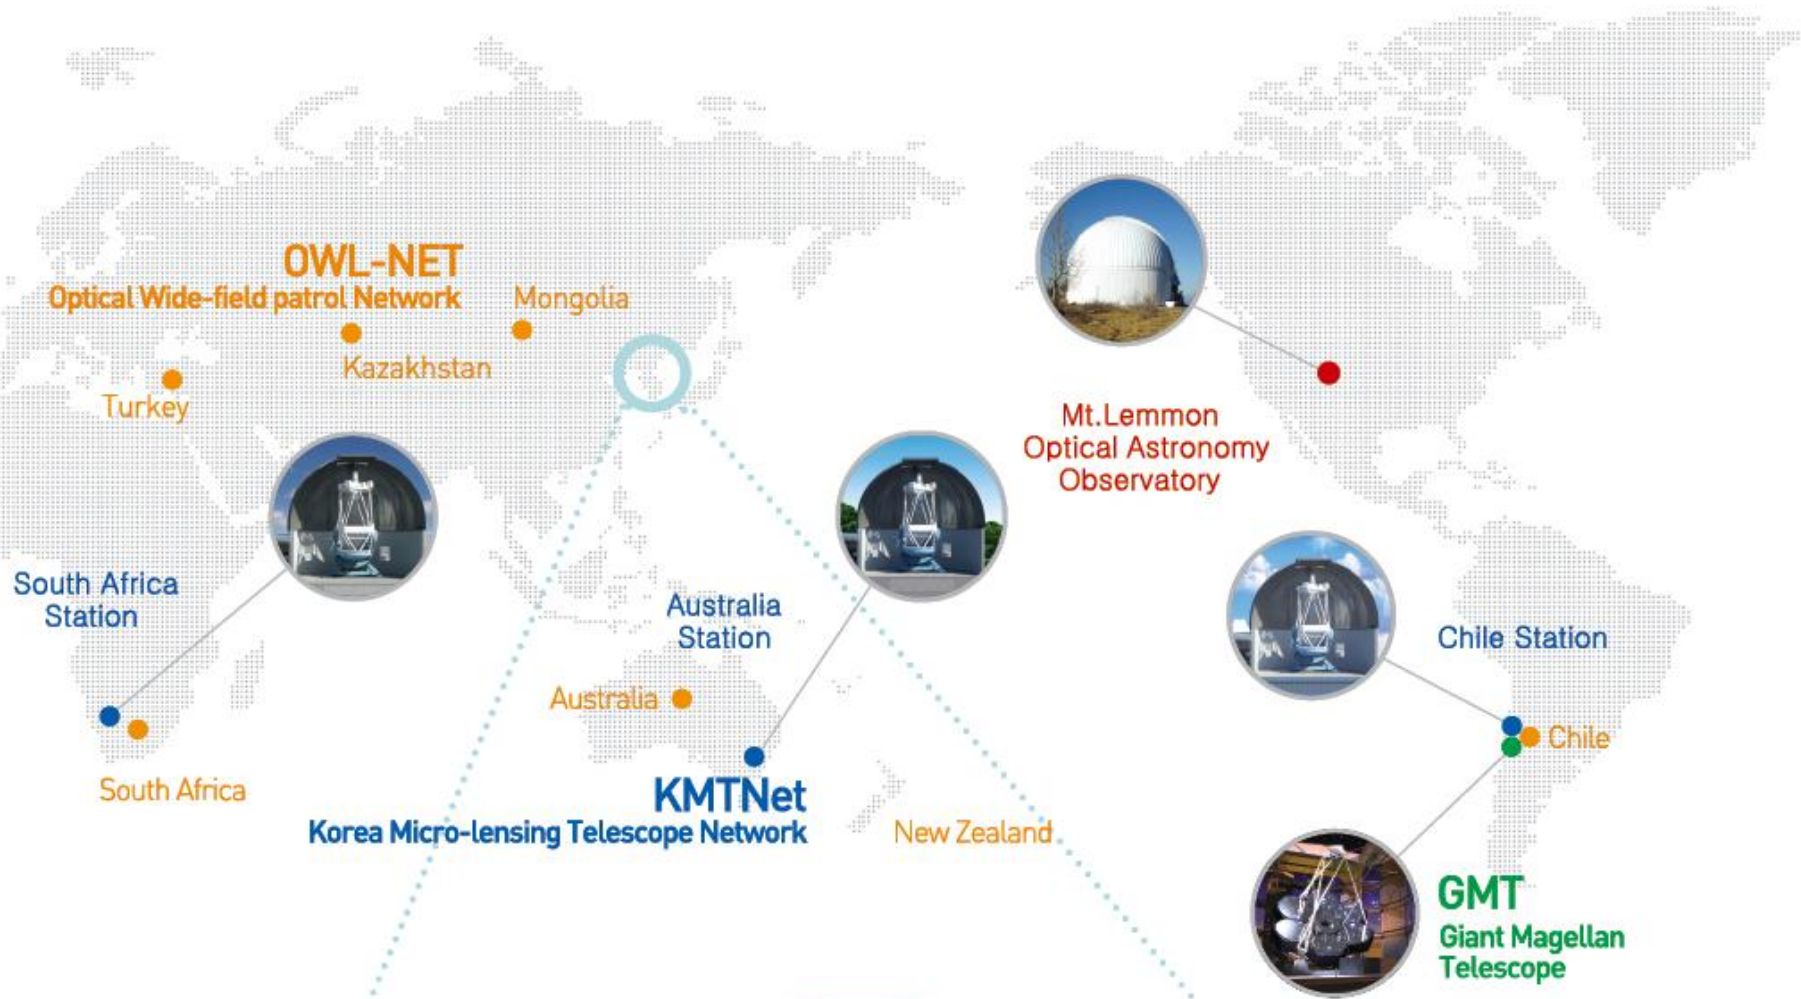 OWL-NET
Optical Wide-field patrol Network
Mongolia
Kazakhstan
Turkey
Mt.Lemmon
Optical Astronomy
Observatory
South Africa
Station
Australia
Station
Chile Station
Australia
Chile
South Africa
KMTNet
Korea Micro-lensing Telescope Network
New Zealand
GMT
Giant Magellan
Telescope